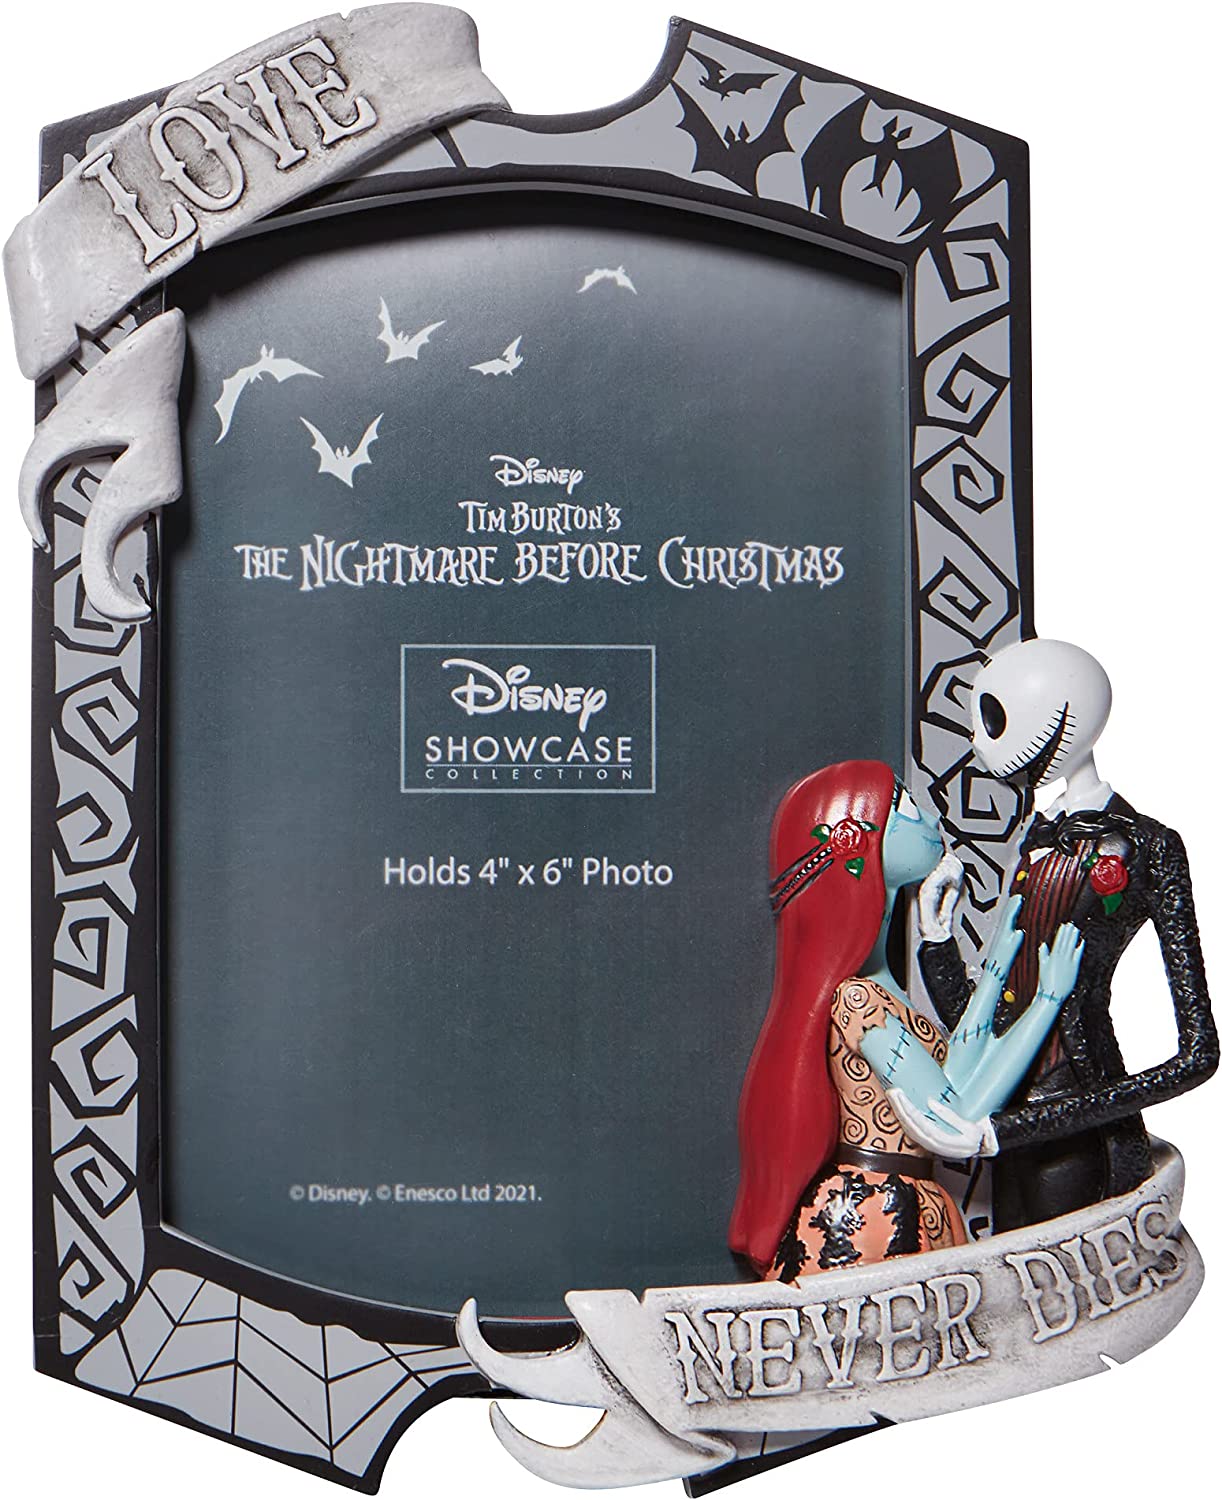 LOVE
Disney
TIM BURTON'S
THE NIGHTMARE BEFORE CHRISTMAS
Disney
SHOWCASE
COLLECTION
Holds 4" x 6" Photo
© Disney. © Enesco Ltd 2021.
NEVER DIES